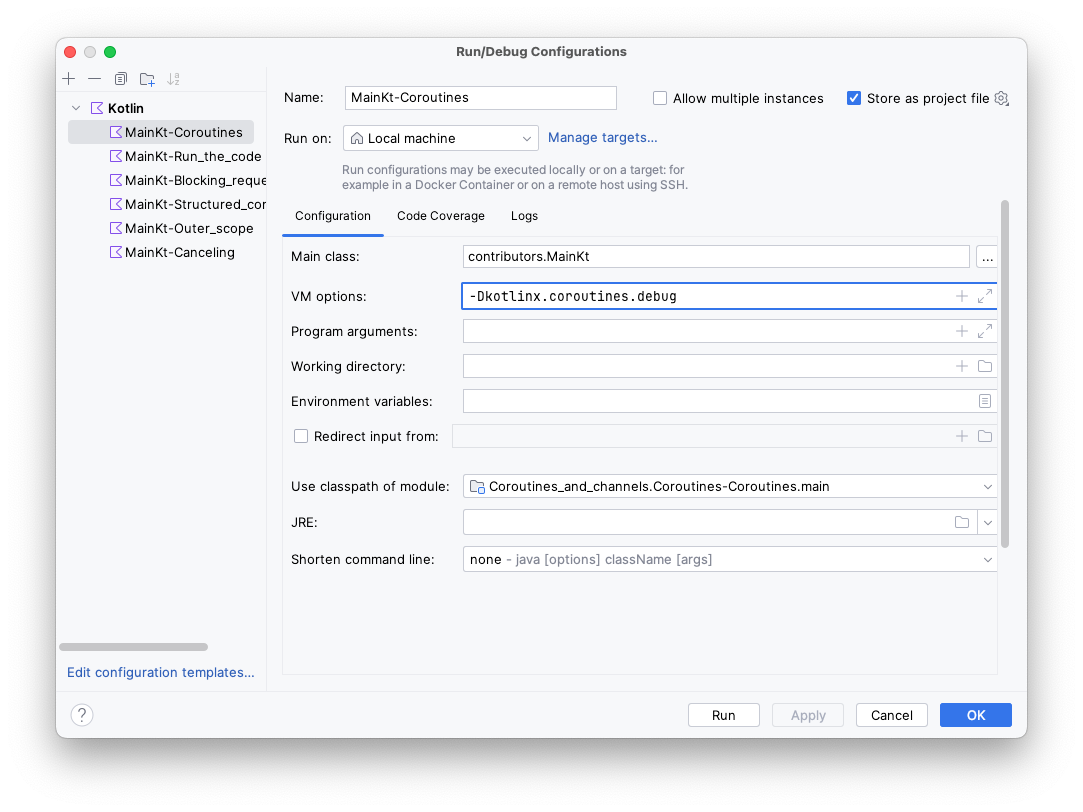 Run/Debug Configurations
Kotlin
MainKt-Coroutines
MainKt-Run_the_code
MainKt-Blocking_reque
MainKt-Structured_cor
MainKt-Outer_scope
MainKt-Canceling
Edit configuration templates...
Name: MainKt-Coroutines Allow multiple instances Store as project file
Run on: Local machine Manage targets...
Run configurations may be executed locally or on a target: for
example in a Docker Container or on a remote host using SSH.
Configuration Code Coverage Logs
Main class: contributors.MainKt ...
VM options: -Dkotlinx.coroutines.debug
Program arguments:
Working directory:
Environment variables:
Redirect input from:
Use classpath of module: Coroutines_and_channels.Coroutines-Coroutines.main
JRE:
Shorten command line: none - java [options] className [args]
? Run Apply Cancel OK